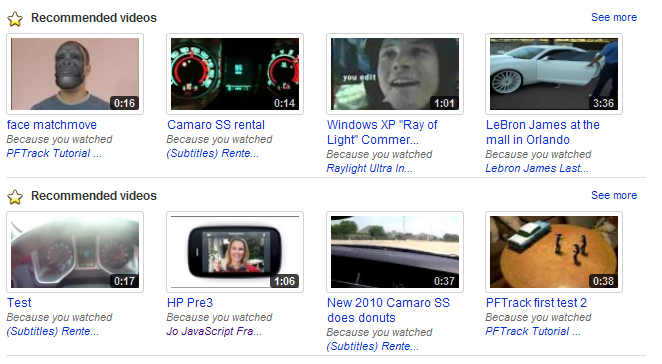 Recommended videos
See more
you edit
0:16
0:14
1:01
3:36
face matchmove
Because you watched
PFTrack Tutorial ...
Camaro SS rental
Because you watched
(Subtitles) Rente...
Windows XP "Ray of
Light" Commer...
Because you watched
Raylight Ultra In...
LeBron James at the
mall in Orlando
Because you watched
Lebron James Last...
Recommended videos
See more
0:17
1:06
0:37
0:38
Test
Because you watched
(Subtitles) Rente...
HP Pre3
Because you watched
Jo JavaScript Fra...
New 2010 Camaro SS
does donuts
Because you watched
(Subtitles) Rente...
PFTrack first test 2
Because you watched
PFTrack Tutorial ...